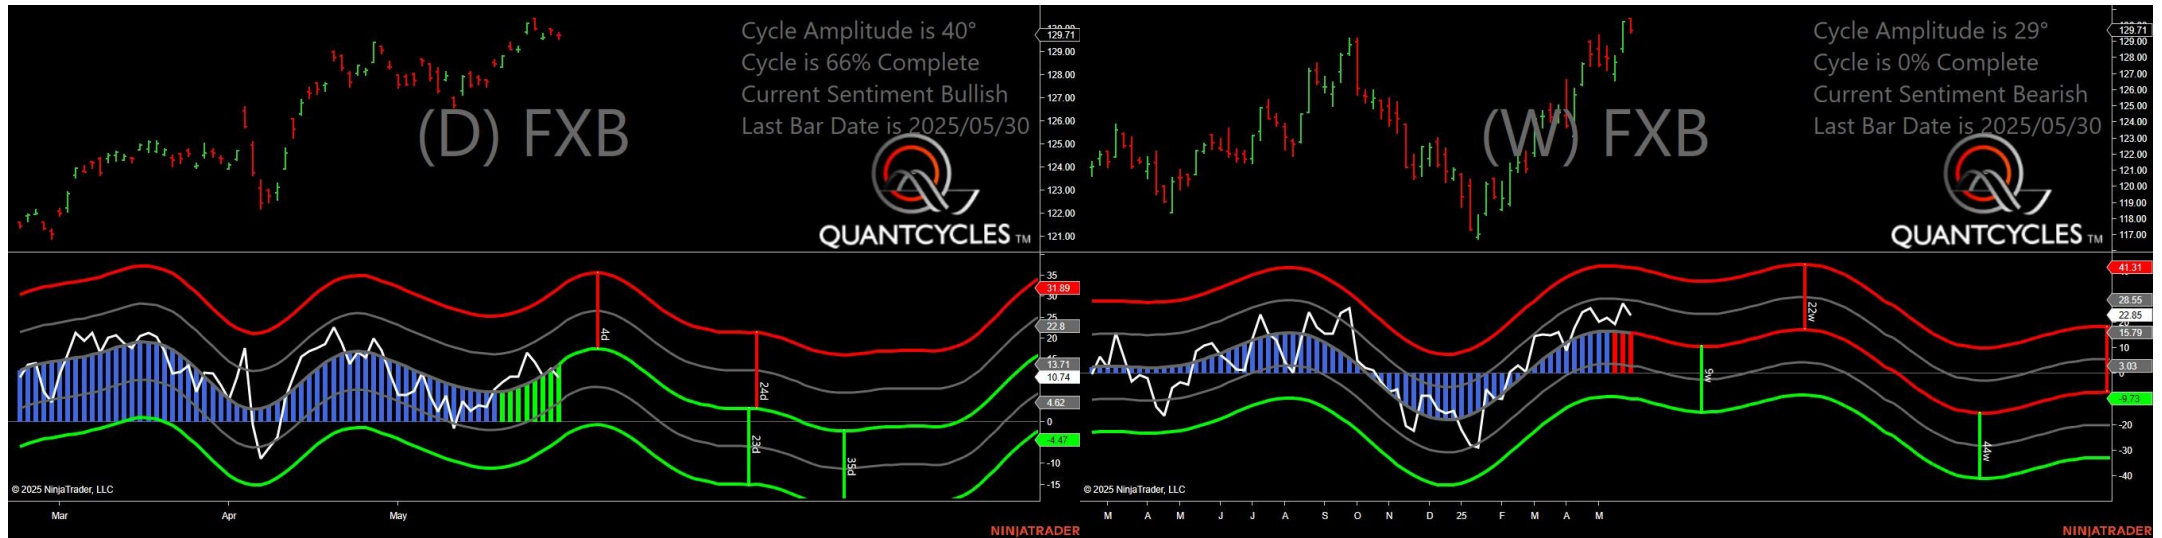 Cycle Amplitude is 40°
Cycle is 66% Complete
Current Sentiment Bullish
Last Bar Date is 2025/05/30
(D) FXB
QUANTCYCLES TM
129.71
129.00
128.00
127.00
126.00
125.00
124.00
123.00
122.00
121.00
35
31.89
30
25
22.8
20
13.71
10.74
4.62
0
-4.47
-10
-15
4d
24d
23d
35d
© 2025 NinjaTrader, LLC
Mar Apr May
NINJATRADER
Cycle Amplitude is 29°
Cycle is 0% Complete
Current Sentiment Bearish
Last Bar Date is 2025/05/30
(W) FXB
QUANTCYCLES TM
129.71
129.00
128.00
127.00
126.00
125.00
124.00
123.00
122.00
121.00
120.00
119.00
118.00
117.00
41.31
28.55
22.85
15.79
10
3.03
0
-9.73
-20
-30
-40
22w
9w
44w
© 2025 NinjaTrader, LLC
M A M J J A S O N D 25 F M A M
NINJATRADER